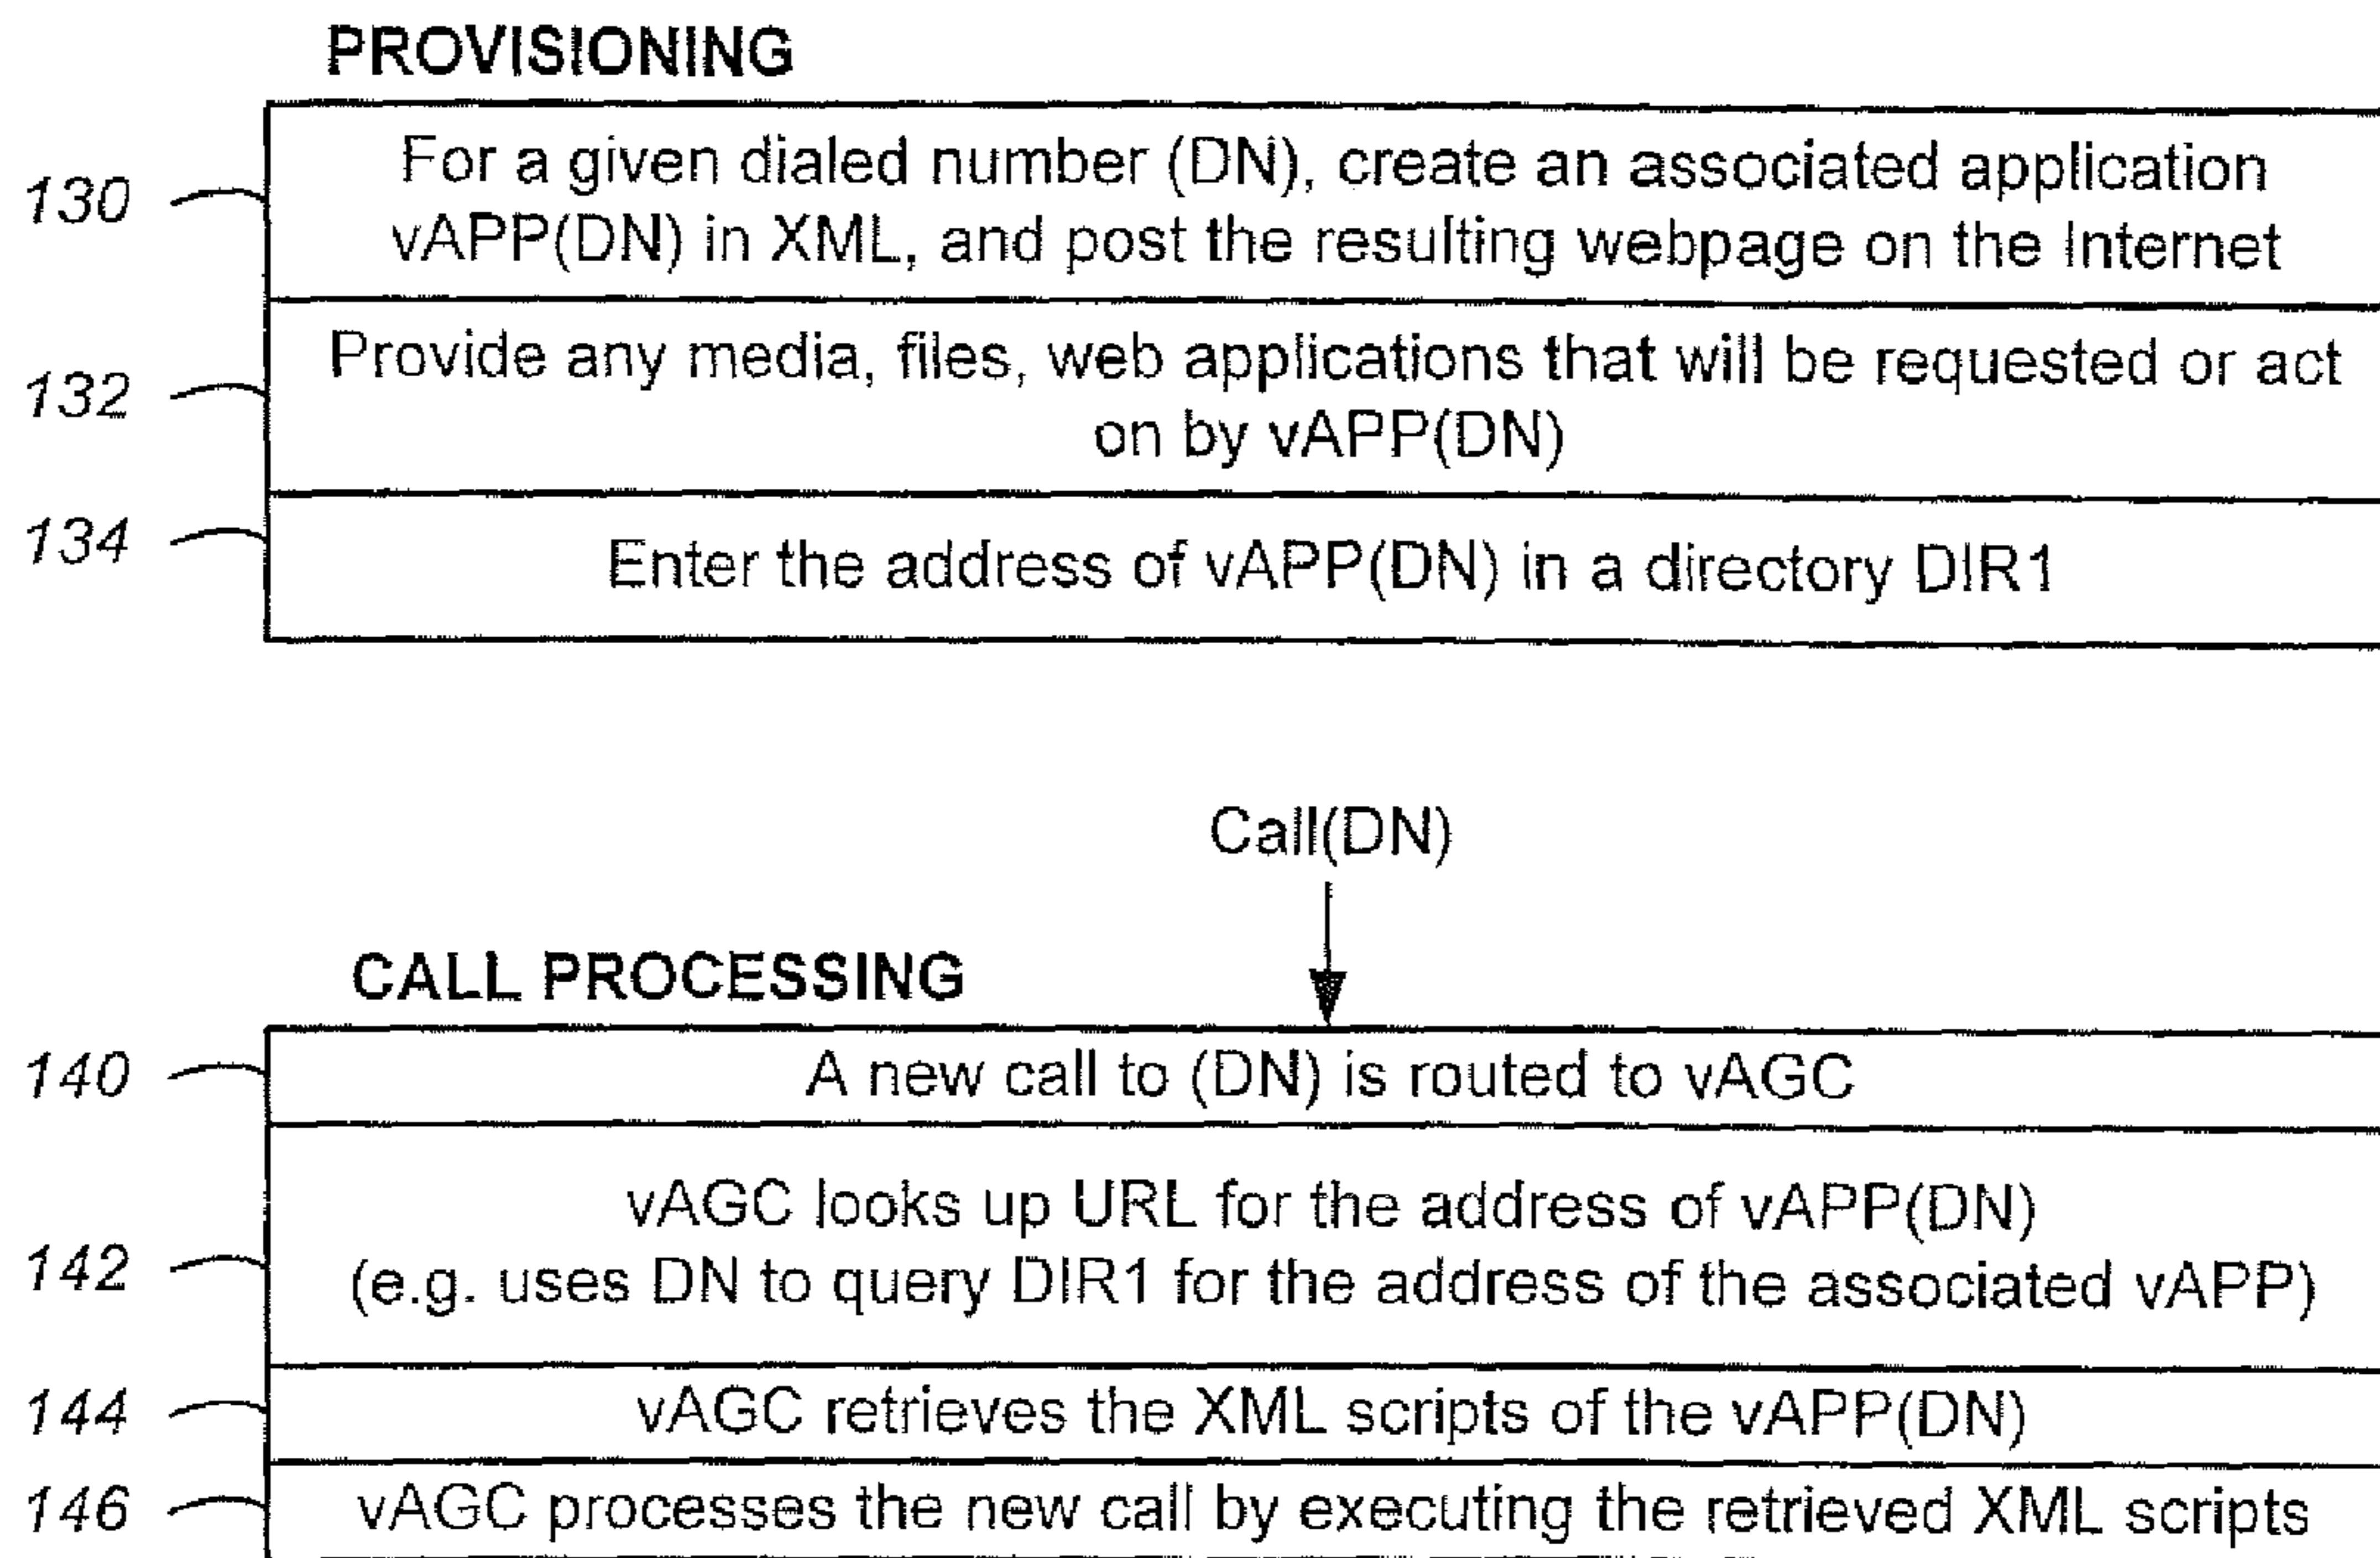 PROVISIONING
130
For a given dialed number (DN), create an associated application
vAPP(DN) in XML, and post the resulting webpage on the Internet
132
Provide any media, files, web applications that will be requested or act
on by vAPP(DN)
134
Enter the address of vAPP(DN) in a directory DIR1
Call(DN)
CALL PROCESSING
140
A new call to (DN) is routed to vAGC
142
vAGC looks up URL for the address of vAPP(DN)
(e.g. uses DN to query DIR1 for the address of the associated vAPP)
144
vAGC retrieves the XML scripts of the vAPP(DN)
146
vAGC processes the new call by executing the retrieved XML scripts